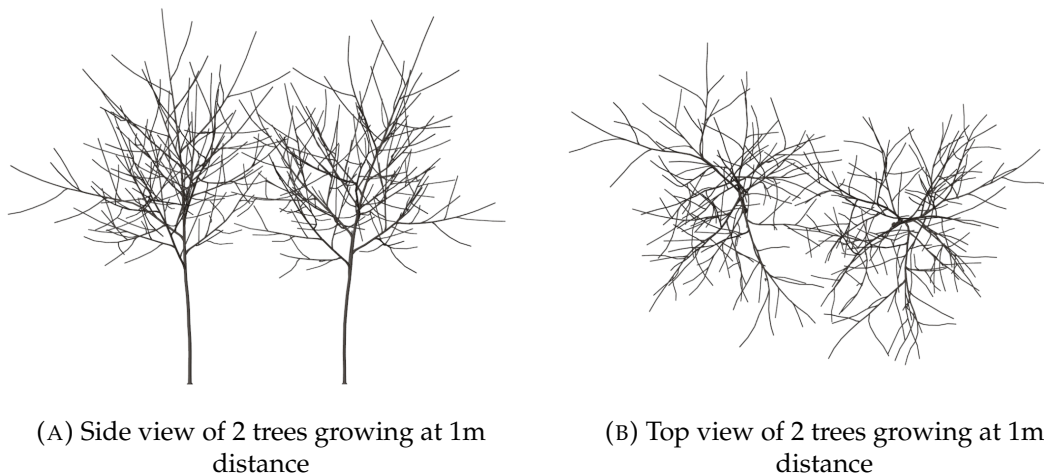 (A) Side view of 2 trees growing at 1m
distance
(B) Top view of 2 trees growing at 1m
distance